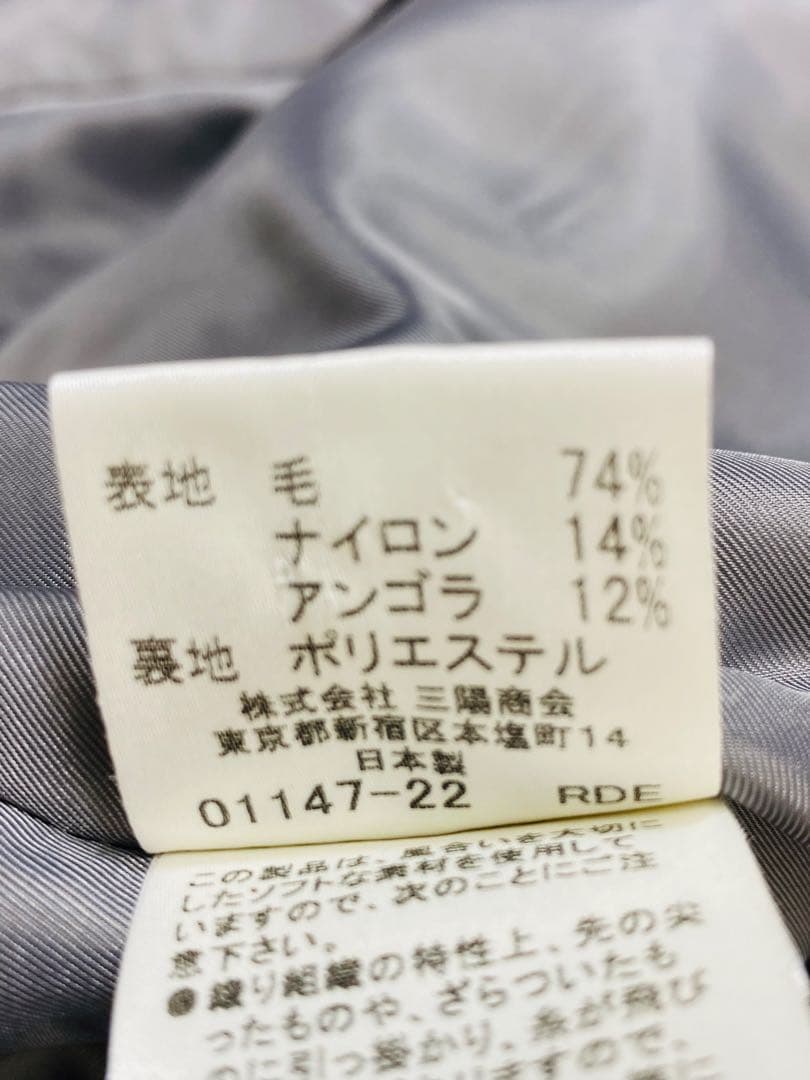 表地 毛 74%
ナイロン 14%
アンゴラ 12%
裏地 ポリエステル
株式会社 三陽商会
東京都新宿区本塩町14
日本製
01147-22 RDE
この製品は、風合いを大切に
したソフトな素材を使用して
いますので、次のことにご注
意下さい。
●織り組織の特性上、先の尖
ったものや、ざらついたも
のに引っ掛かり、糸が飛び
ますので、